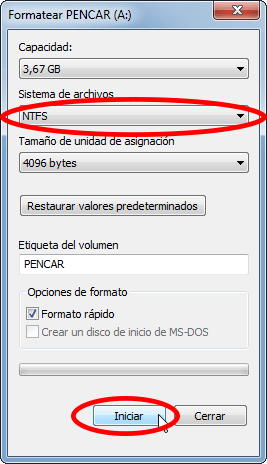 Formatear PENCAR (A:)
Capacidad:
3,67 GB
Sistema de archivos
NTFS
Tamaño de unidad de asignación
4096 bytes
Restaurar valores predeterminados
Etiqueta del volumen
PENCAR
Opciones de formato
Formato rápido
Crear un disco de inicio de MS-DOS
Iniciar
Cerrar